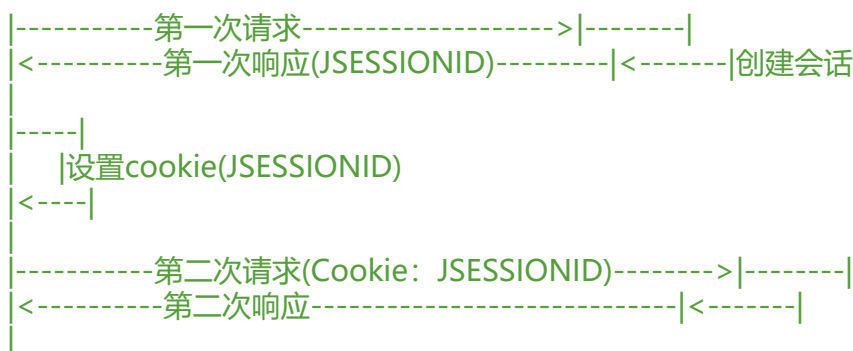 |-----------第一次请求-------------------->|--------|
|<----------第一次响应(JSESSIONID)---------|<-------|创建会话
|
|-----|
|     |设置cookie(JSESSIONID)
|<----|
|
|-----------第二次请求(Cookie：JSESSIONID)-------->|--------|
|<----------第二次响应-----------------------------|<-------|
|